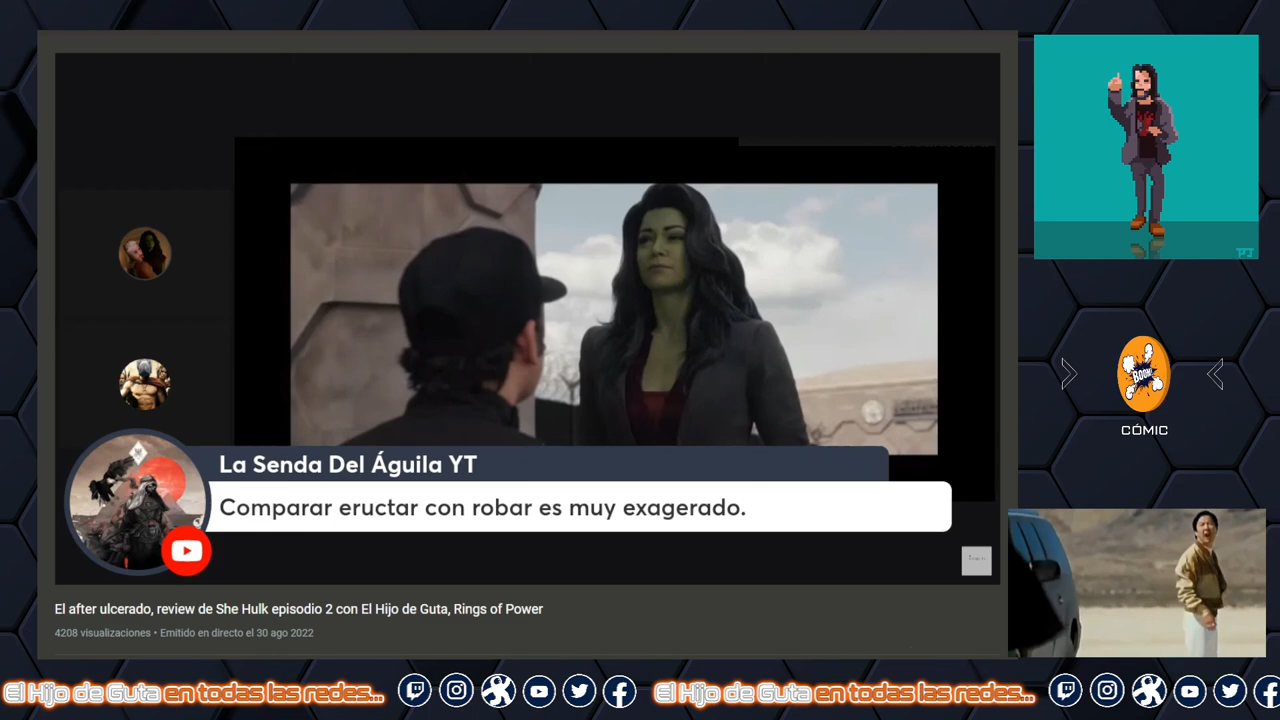 La Senda Del Águila YT
Comparar eructar con robar es muy exagerado.
El after ulcerado, review de She Hulk episodio 2 con El Hijo de Guta, Rings of Power
4208 visualizaciones • Emitido en directo el 30 ago 2022
PJ
BOOM!
CÓMIC
El Hijo de Guta en todas las redes...
El Hijo de Guta en todas las redes...